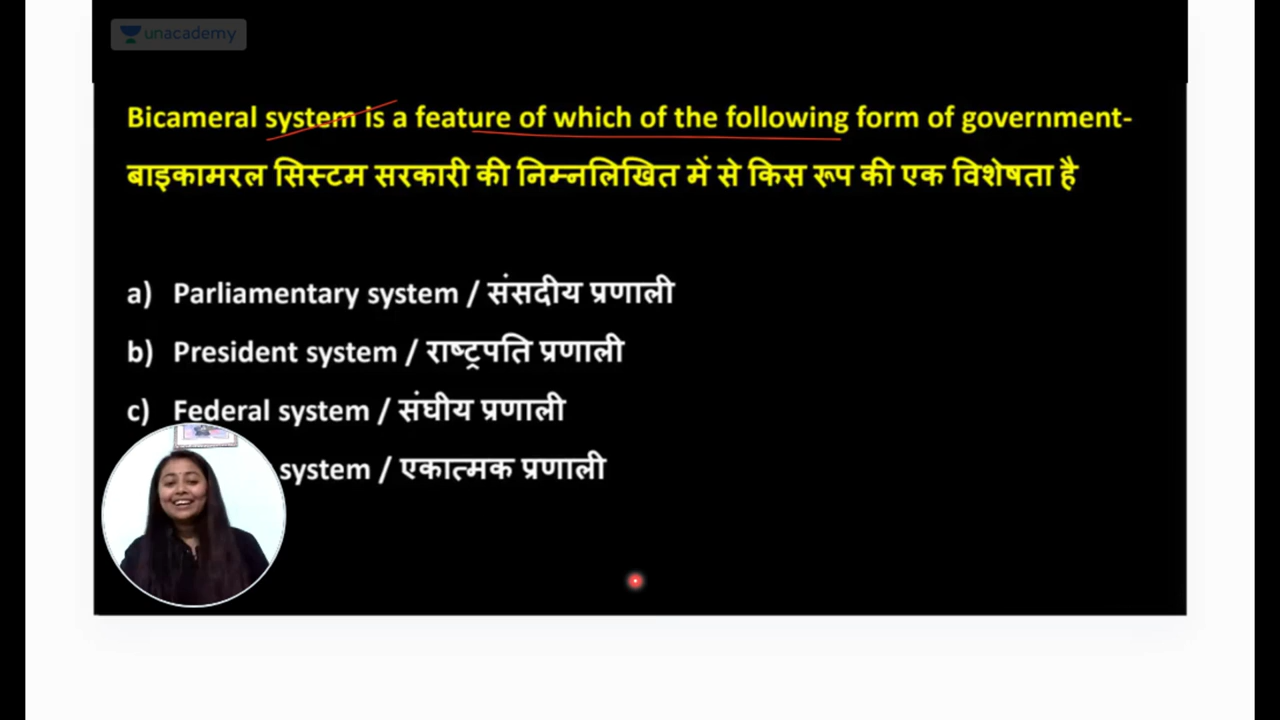 unacademy
Bicameral system is a feature of which of the following form of government-
बाइकामरल सिस्टम सरकारी की निम्नलिखित में से किस रूप की एक विशेषता है
a) Parliamentary system / संसदीय प्रणाली
b) President system / राष्ट्रपति प्रणाली
c) Federal system / संघीय प्रणाली
system / एकात्मक प्रणाली